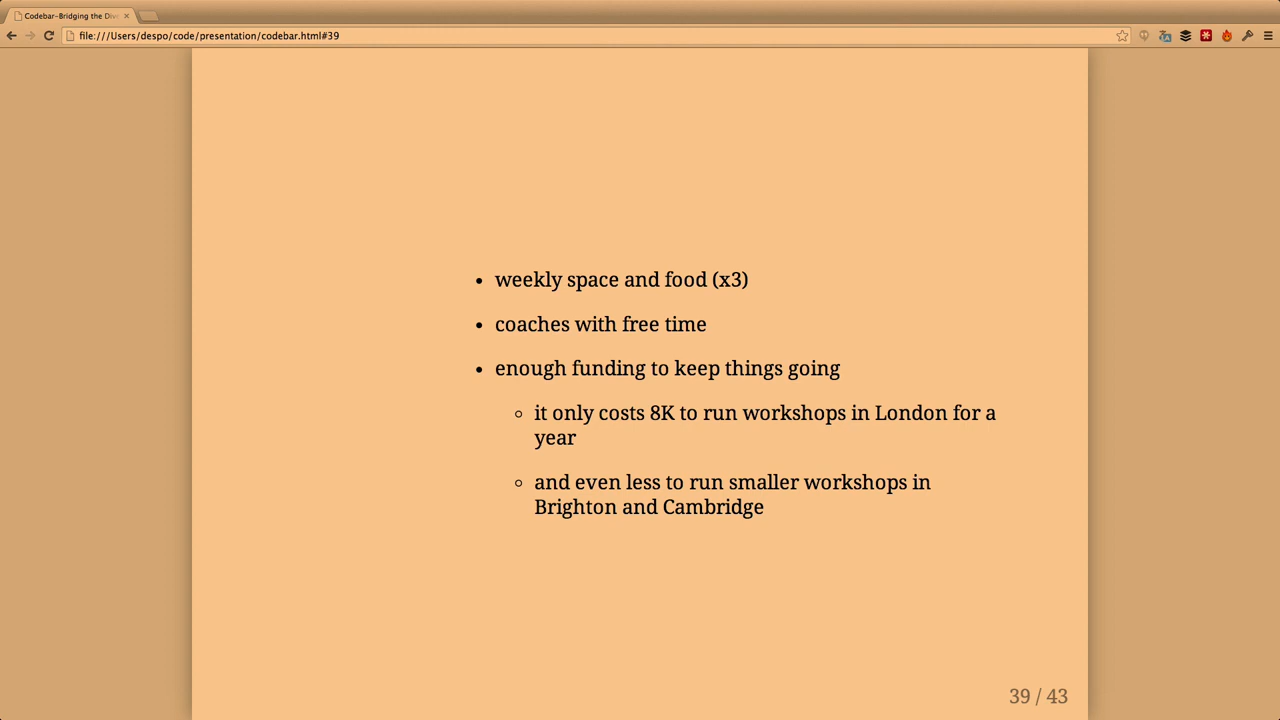 Codebar-Bridging the Div
file:///Users/despo/code/presentation/codebar.html#39
weekly space and food (x3)
coaches with free time
enough funding to keep things going
it only costs 8K to run workshops in London for a
year
and even less to run smaller workshops in
Brighton and Cambridge
39 / 43